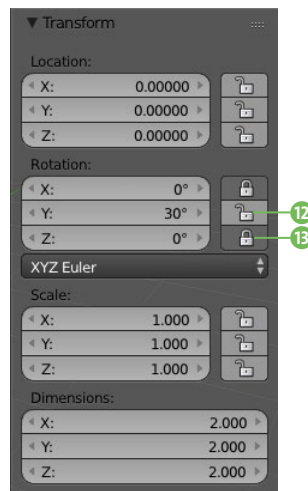 ▼ Transform
Location:
X: 0.00000
Y: 0.00000
Z: 0.00000
Rotation:
X: 0°
Y: 30° 12
Z: 0° 13
XYZ Euler
Scale:
X: 1.000
Y: 1.000
Z: 1.000
Dimensions:
X: 2.000
Y: 2.000
Z: 2.000